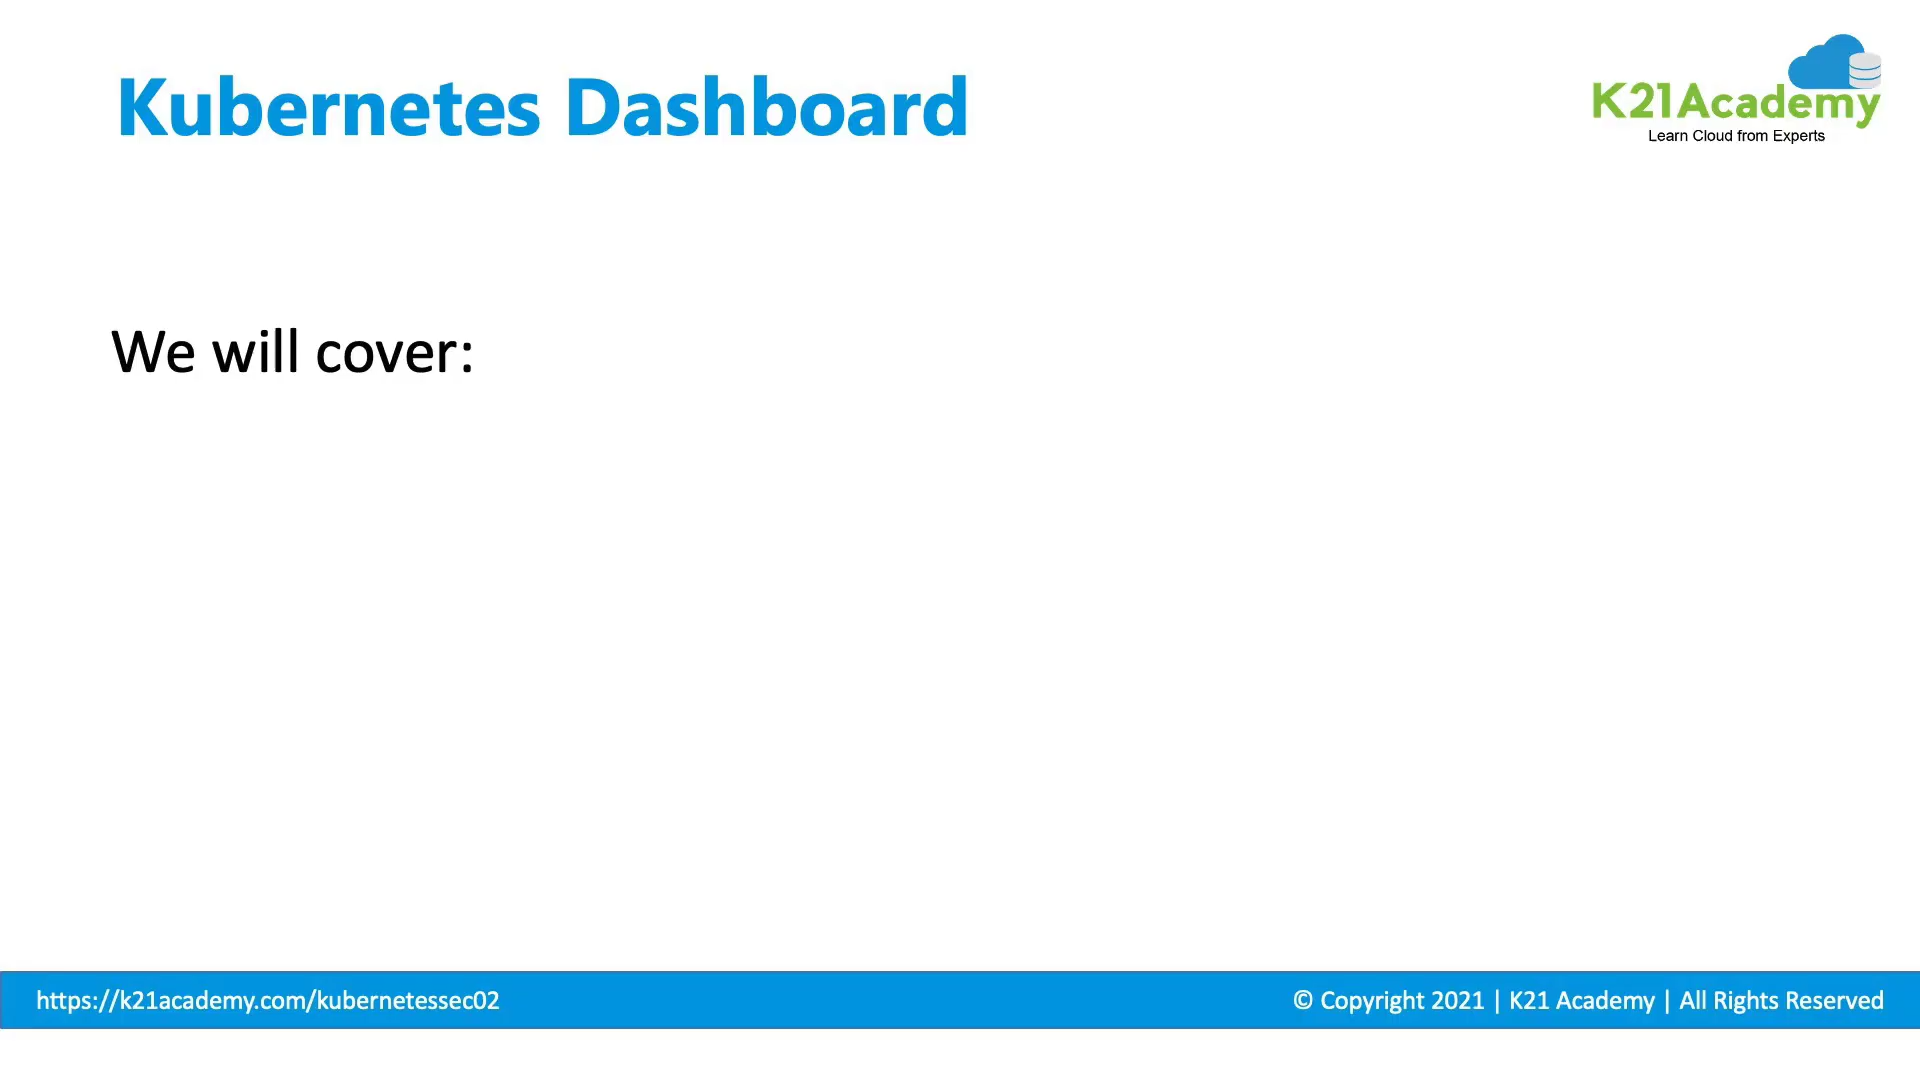 Kubernetes Dashboard
K21Academy
Learn Cloud from Experts
We will cover:
https://k21academy.com/kubernetessec02
© Copyright 2021 | K21 Academy | All Rights Reserved